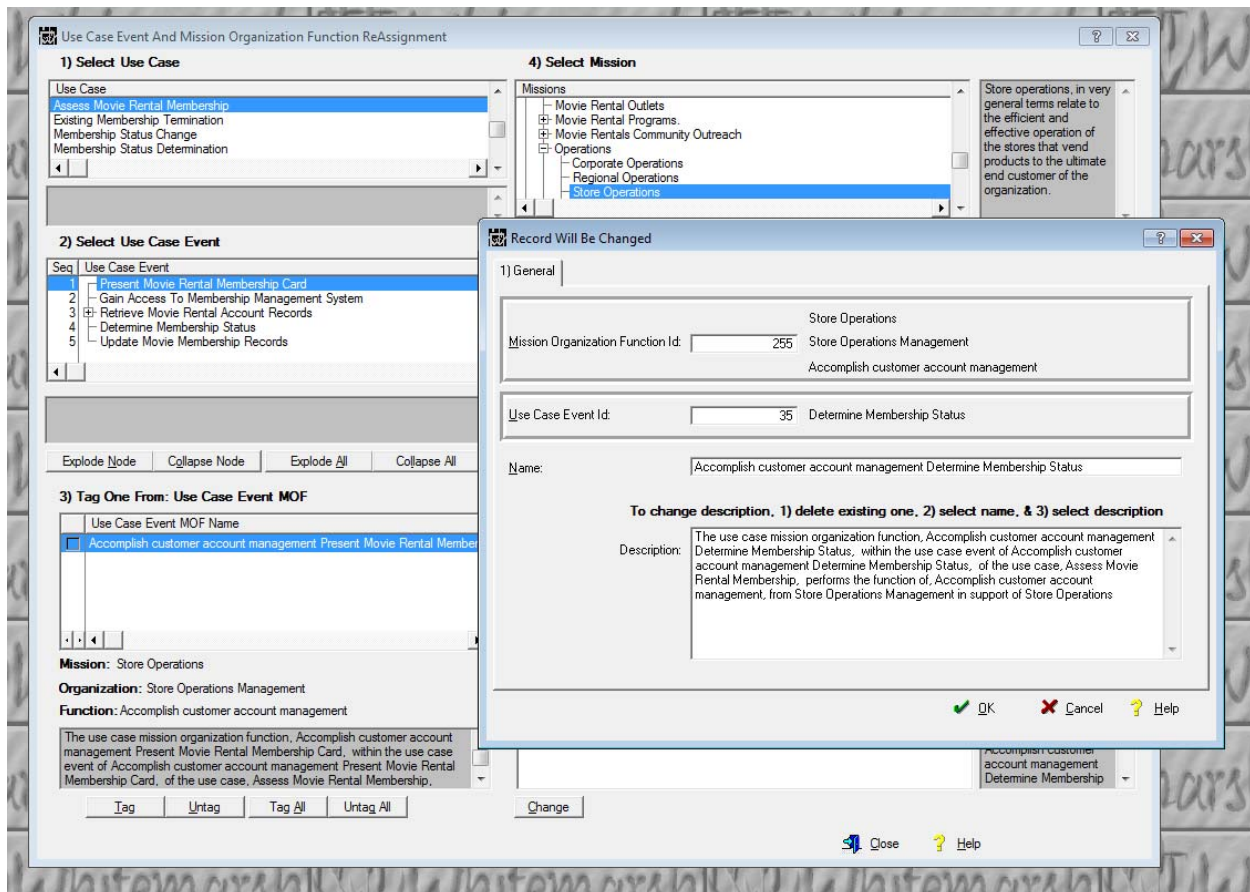 Use Case Event And Mission Organization Function ReAssignment
1) Select Use Case
Use Case
Assess Movie Rental Membership
Existing Membership Termination
Membership Status Change
Membership Status Determination
4) Select Mission
Missions
Movie Rental Outlets
Movie Rental Programs.
Movie Rentals Community Outreach
Operations
Corporate Operations
Regional Operations
Store Operations
Store operations, in very
general terms relate to
the efficient and
effective operation of
the stores that vend
products to the ultimate
end customer of the
organization.
2) Select Use Case Event
Seq Use Case Event
1 Present Movie Rental Membership Card
2 Gain Access To Membership Management System
3 Retrieve Movie Rental Account Records
4 Determine Membership Status
5 Update Movie Membership Records
Explode Node Collapse Node Explode All Collapse All
3) Tag One From: Use Case Event MOF
Use Case Event MOF Name
Accomplish customer account management Present Movie Rental Member
Mission: Store Operations
Organization: Store Operations Management
Function: Accomplish customer account management
The use case mission organization function, Accomplish customer account
management Present Movie Rental Membership Card, within the use case
event of Accomplish customer account management Present Movie Rental
Membership Card, of the use case, Assess Movie Rental Membership,
Tag Untag Tag All Untag All
Record Will Be Changed
1) General
Store Operations
Mission Organization Function Id: 255 Store Operations Management
Accomplish customer account management
Use Case Event Id: 35 Determine Membership Status
Name: Accomplish customer account management Determine Membership Status
To change description, 1) delete existing one, 2) select name, & 3) select description
Description: The use case mission organization function, Accomplish customer account management
Determine Membership Status, within the use case event of Accomplish customer
account management Determine Membership Status, of the use case, Assess Movie
Rental Membership, performs the function of, Accomplish customer account
management, from Store Operations Management in support of Store Operations
OK Cancel Help
Accomplish customer
account management
Determine Membership
Change
Close Help